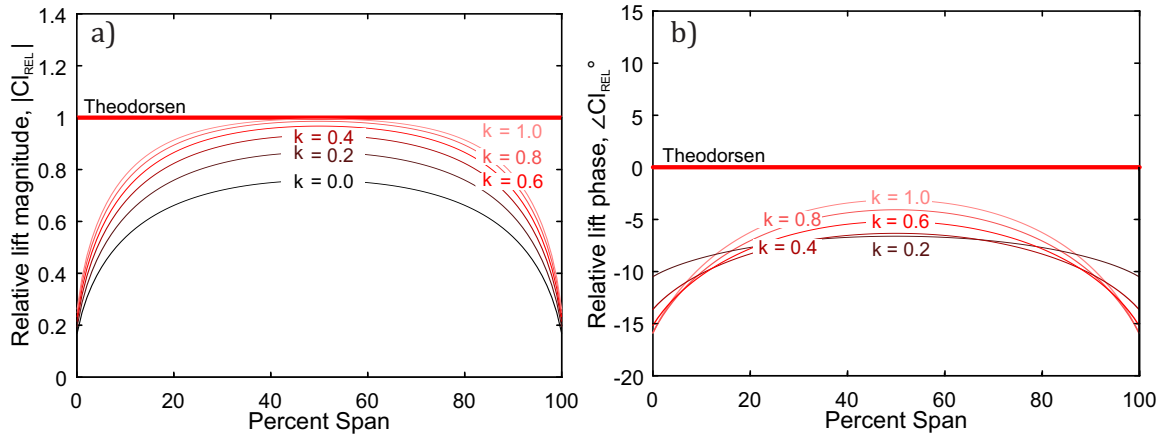 a)
Relative lift magnitude, |Cl_REL|
1.4
1.2
1
0.8
0.6
0.4
0.2
0
Theodorsen
k = 1.0
k = 0.8
k = 0.6
k = 0.4
k = 0.2
k = 0.0
0 20 40 60 80 100
Percent Span
b)
Relative lift phase, ∠Cl_REL°
15
10
5
0
-5
-10
-15
-20
Theodorsen
k = 1.0
k = 0.8
k = 0.6
k = 0.4
k = 0.2
0 20 40 60 80 100
Percent Span